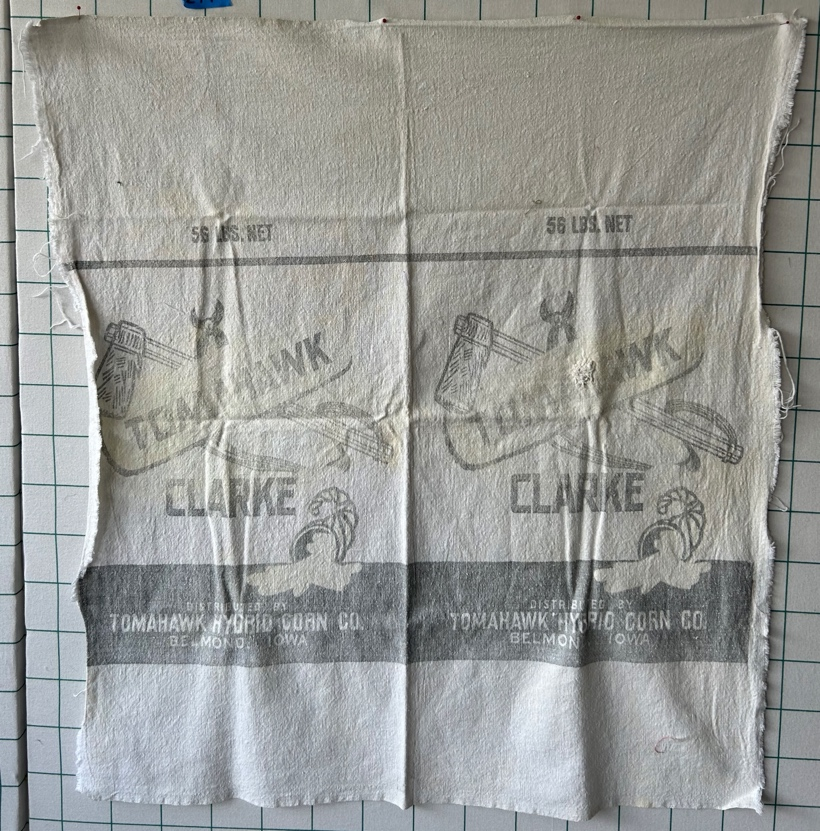 56 LBS. NET
TOMAHAWK
CLARKE
DISTRIBUTED BY
TOMAHAWK HYBRID CORN CO.
BELMOND, IOWA
56 LBS. NET
TOMAHAWK
CLARKE
DISTRIBUTED BY
TOMAHAWK HYBRID CORN CO.
BELMOND, IOWA